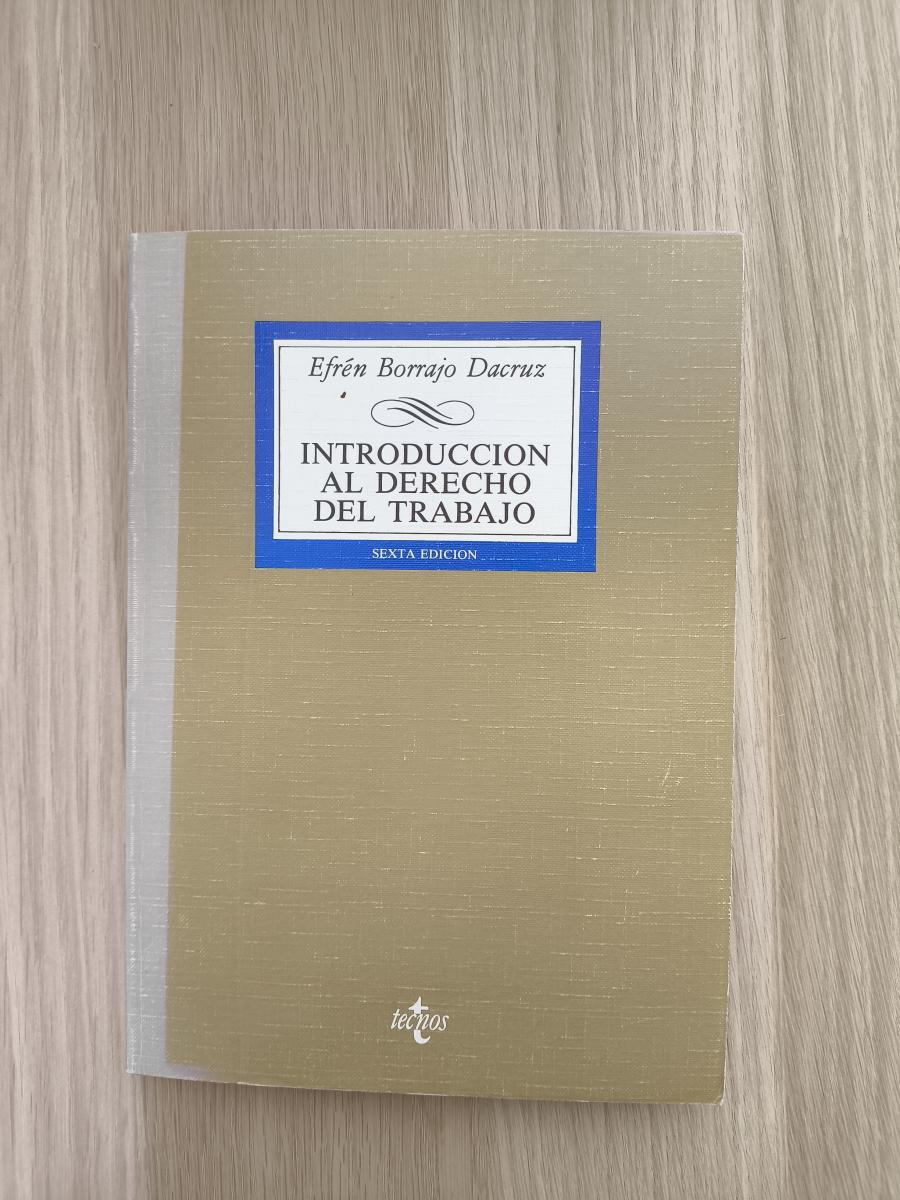 Efrén Borrajo Dacruz
INTRODUCCION
AL DERECHO
DEL TRABAJO
SEXTA EDICION
tecnos